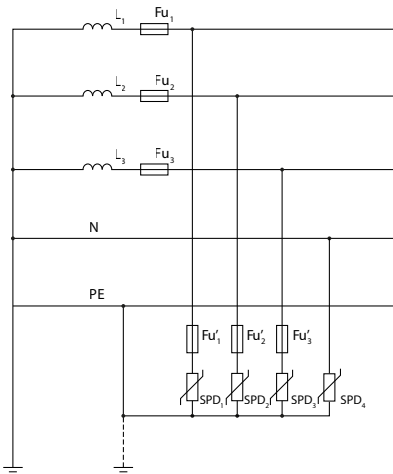 L₁ Fu₁
L₂ Fu₂
L₃ Fu₃
N
PE
Fu'₁ Fu'₂ Fu'₃
SPD₁ SPD₂ SPD₃ SPD₄